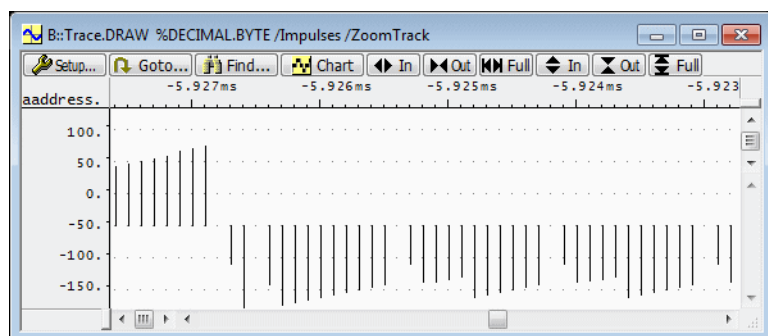 B::Trace.DRAW %DECIMAL.BYTE /Impulses /ZoomTrack
Setup... Goto... Find... Chart In Out Full In Out Full
-5.927ms -5.926ms -5.925ms -5.924ms -5.923
aaddress.
100.
50.
0.
-50.
-100.
-150.